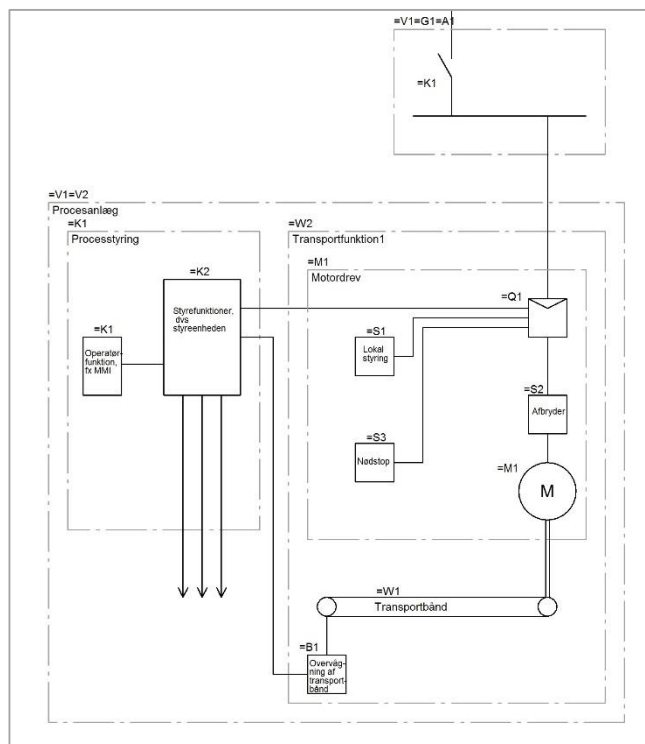 =V1=G1=A1
=K1
=V1=V2
Procesanlæg
=K1
Processtyring
=W2
Transportfunktion1
=M1
Motordrev
=K2
Styrefunktioner,
dvs
styreenheden
=Q1
=K1
Operatør-
funktion,
fx MMI
=S1
Lokal
styring
=S2
Afbryder
=S3
Nødstop
=M1
M
=W1
Transportbånd
=B1
Overvåg-
ning af
transport-
bånd